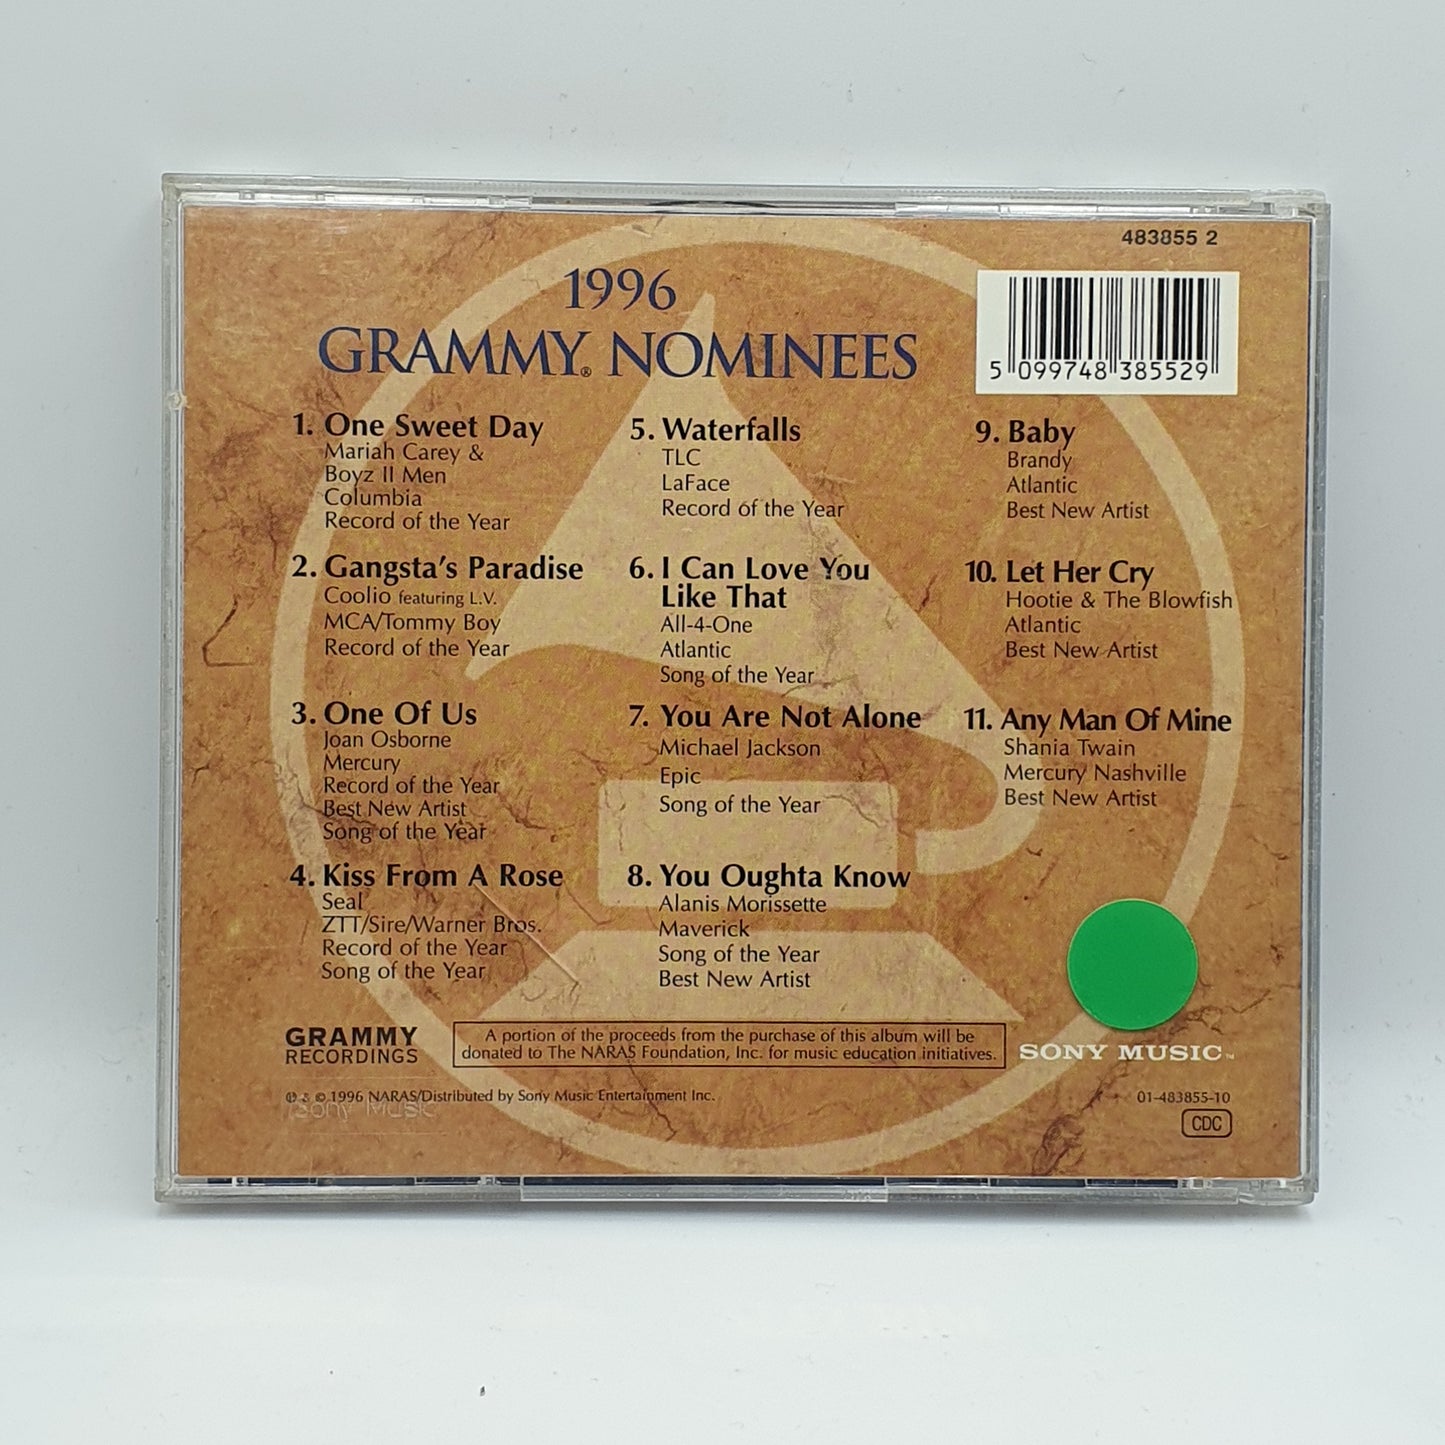 483855 2
1996
GRAMMY® NOMINEES
5 099748 385529
1. One Sweet Day
Mariah Carey &
Boyz II Men
Columbia
Record of the Year
2. Gangsta's Paradise
Coolio featuring L.V.
MCA/Tommy Boy
Record of the Year
3. One Of Us
Joan Osborne
Mercury
Record of the Year
Best New Artist
Song of the Year
4. Kiss From A Rose
Seal
ZTT/Sire/Warner Bros.
Record of the Year
Song of the Year
5. Waterfalls
TLC
LaFace
Record of the Year
6. I Can Love You
Like That
All-4-One
Atlantic
Song of the Year
7. You Are Not Alone
Michael Jackson
Epic
Song of the Year
8. You Oughta Know
Alanis Morissette
Maverick
Song of the Year
Best New Artist
9. Baby
Brandy
Atlantic
Best New Artist
10. Let Her Cry
Hootie & The Blowfish
Atlantic
Best New Artist
11. Any Man Of Mine
Shania Twain
Mercury Nashville
Best New Artist
GRAMMY
RECORDINGS
A portion of the proceeds from the purchase of this album will be
donated to The NARAS Foundation, Inc. for music education initiatives.
SONY MUSIC™
℗ & © 1996 NARAS/Distributed by Sony Music Entertainment Inc.
Sony Music
01-483855-10
CDC